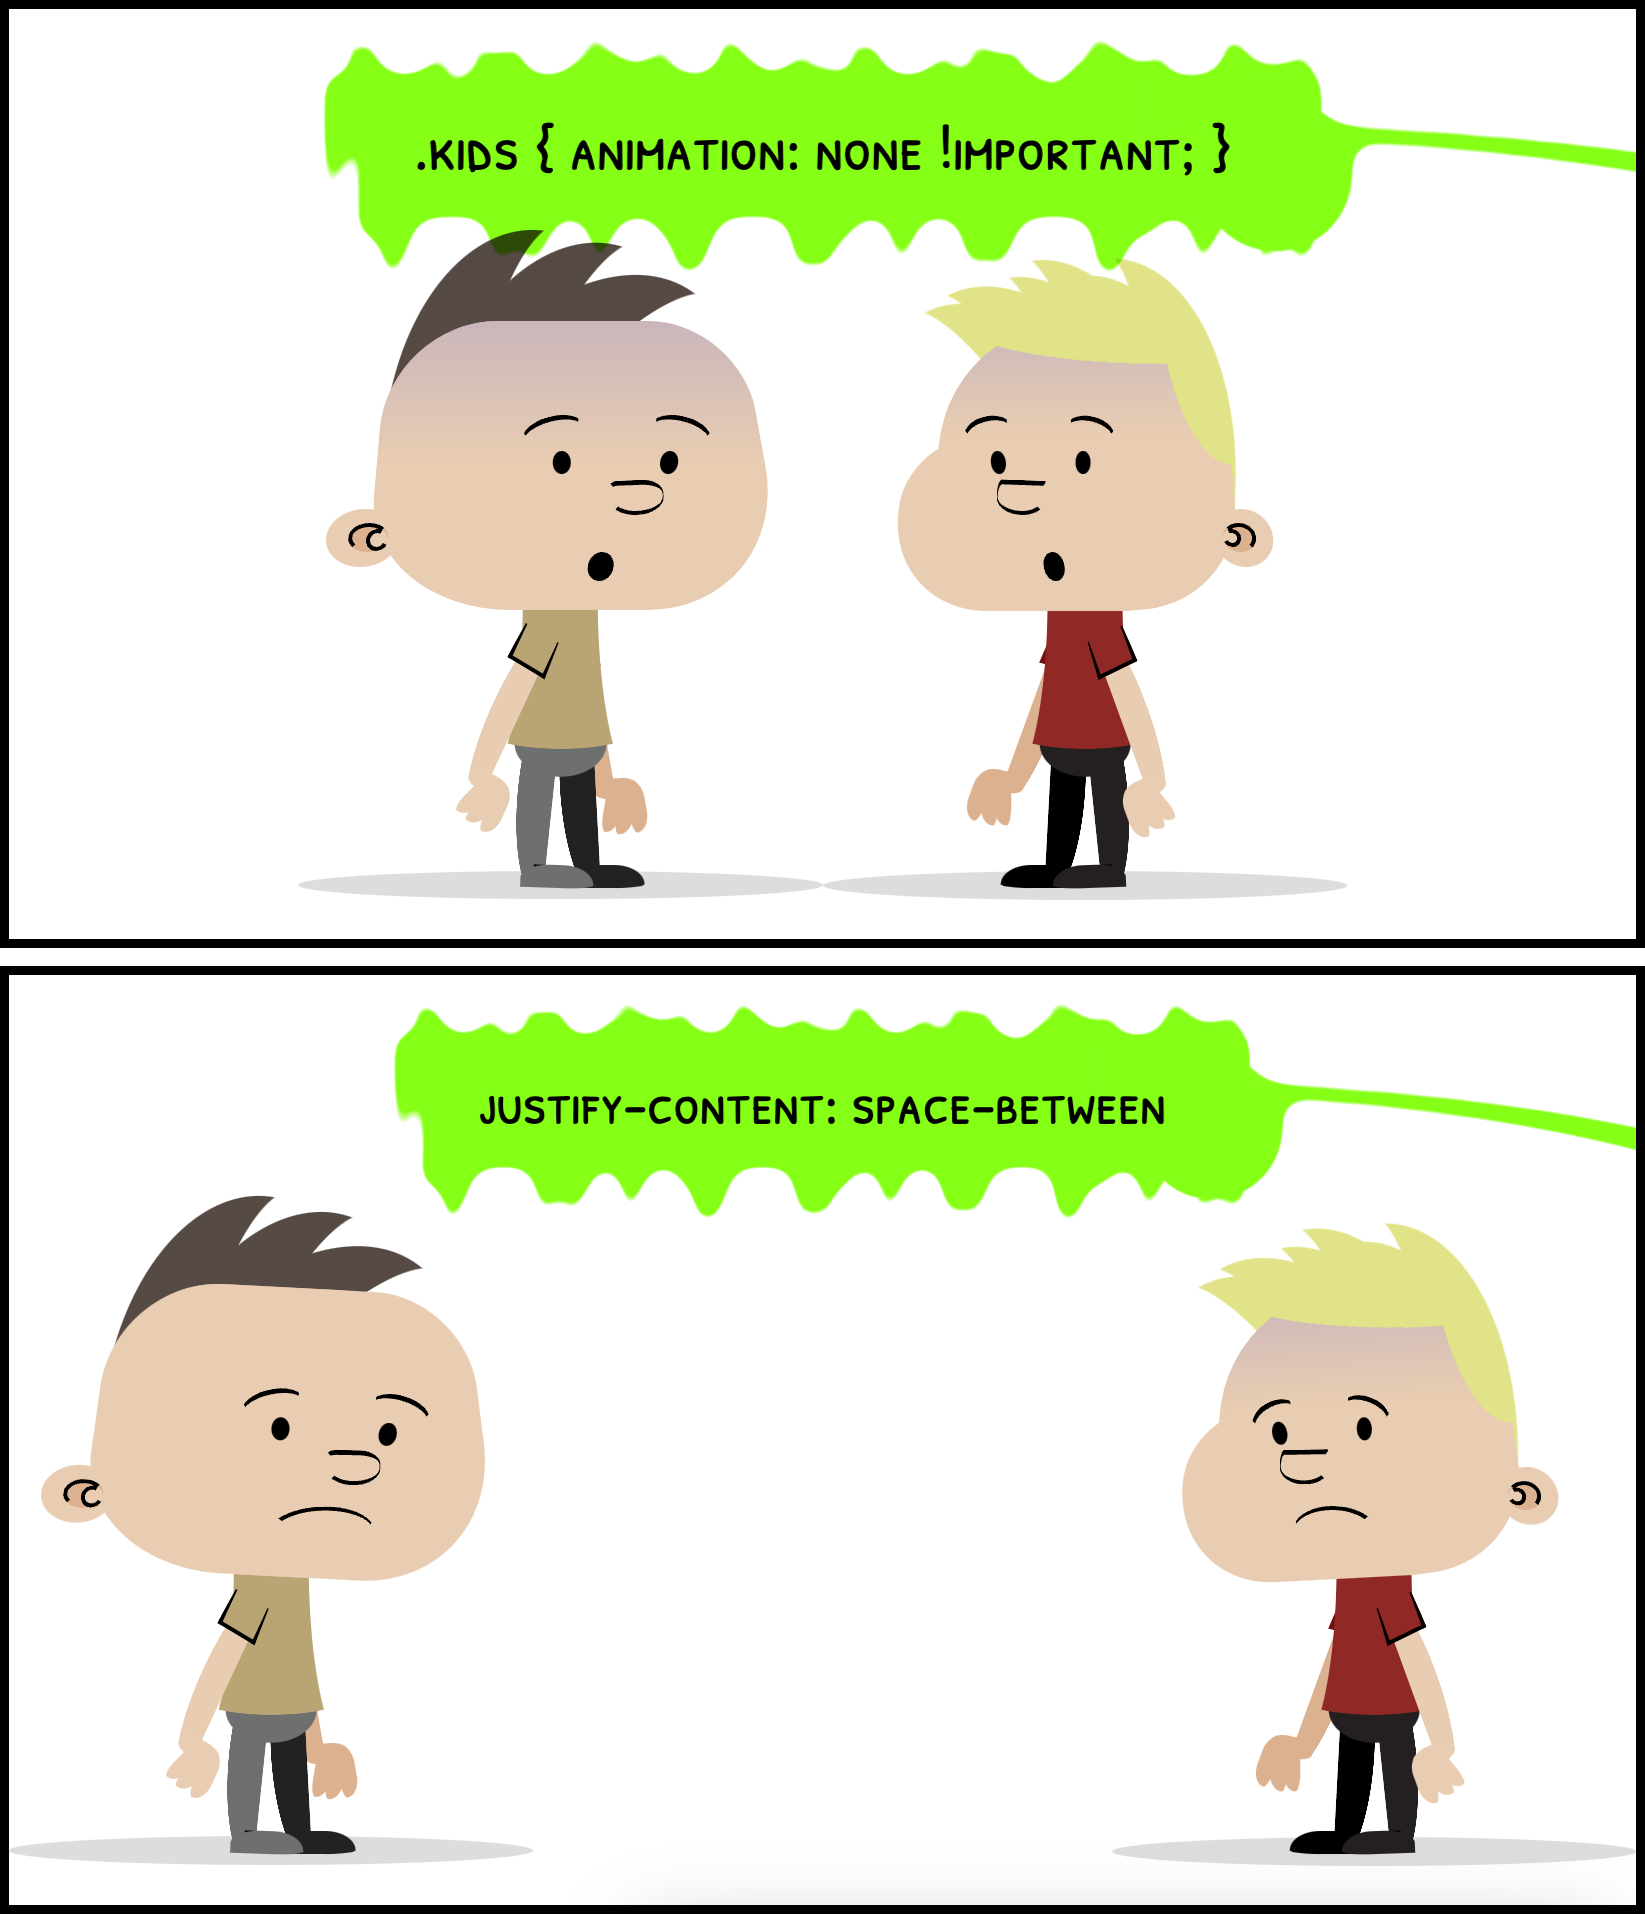 .KIDS { ANIMATION: NONE !IMPORTANT; }
JUSTIFY-CONTENT: SPACE-BETWEEN